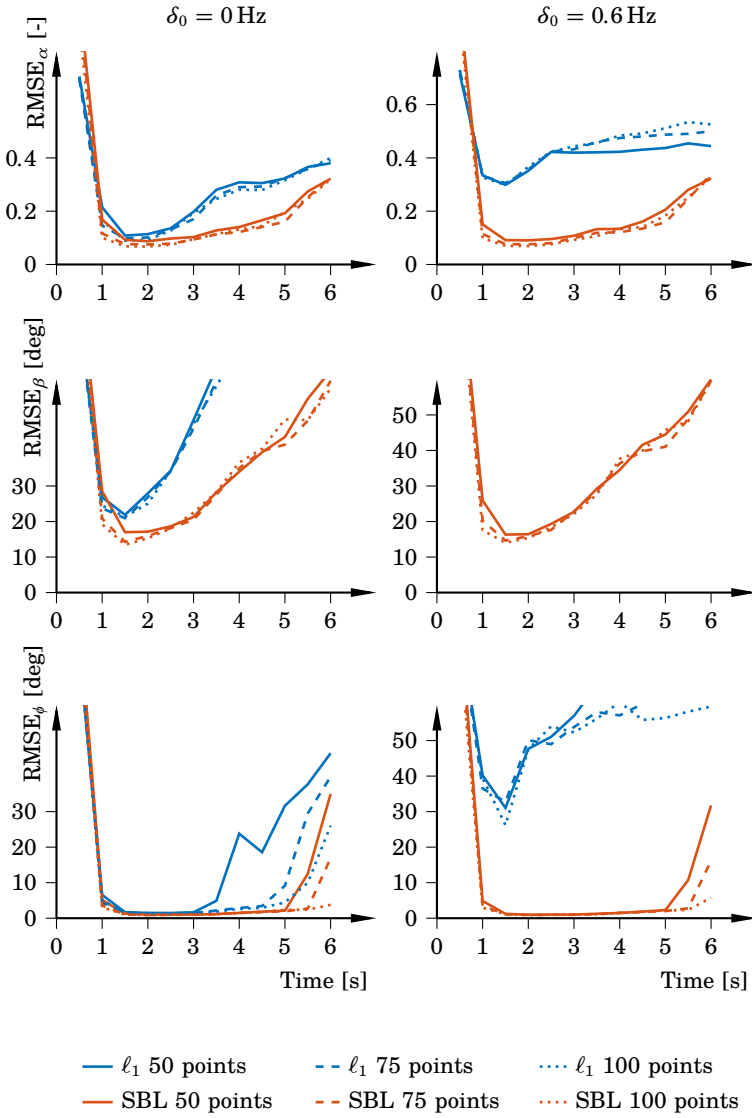 δ₀ = 0 Hz
δ₀ = 0.6 Hz
RMSE_α [-]
0.4
0.2
0
0 1 2 3 4 5 6
0.6
0.4
0.2
0
0 1 2 3 4 5 6
RMSE_β [deg]
30
20
10
0
0 1 2 3 4 5 6
50
40
30
20
10
0
0 1 2 3 4 5 6
RMSE_ϕ [deg]
30
20
10
0
0 1 2 3 4 5 6
Time [s]
50
40
30
20
10
0
0 1 2 3 4 5 6
Time [s]
ℓ₁ 50 points
ℓ₁ 75 points
ℓ₁ 100 points
SBL 50 points
SBL 75 points
SBL 100 points